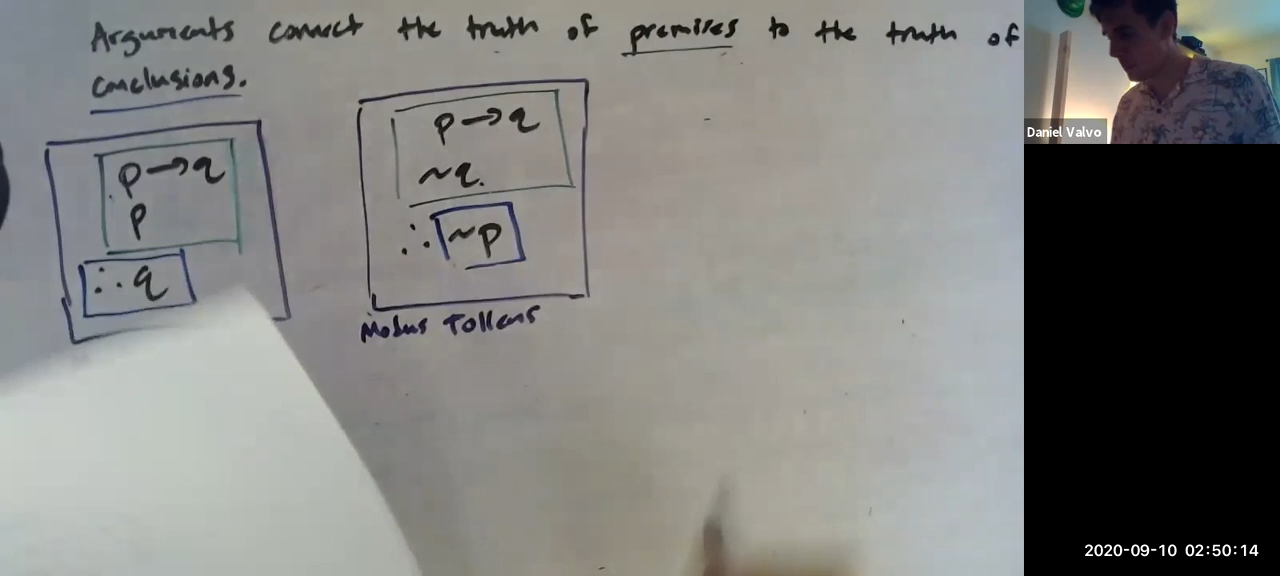 Arguments connect the truth of premises to the truth of
conclusions.
p→q
p
∴ q
p→q
~q.
∴ ~p
Modus Tollens
Daniel Valvo
2020-09-10 02:50:14